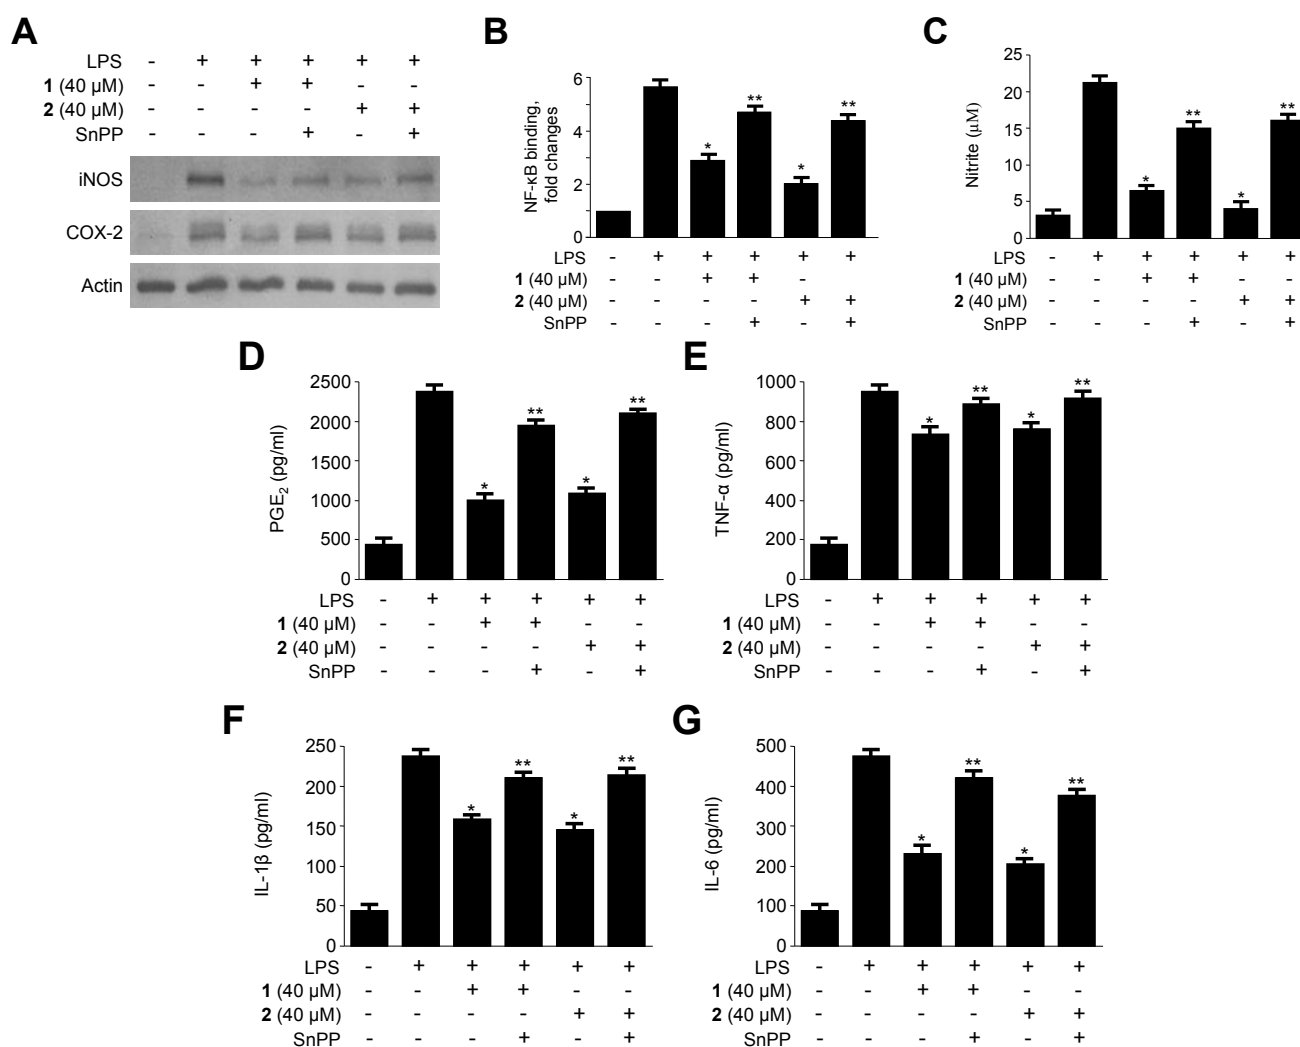 A
LPS - + + + + +
1 (40 μM) - - + + - -
2 (40 μM) - - - - + +
SnPP - - - + - +
iNOS
COX-2
Actin
B
NF-κB binding,
fold changes
6
4
2
0
* ** * **
LPS - + + + + +
1 (40 μM) - - + + - -
2 (40 μM) - - - - + +
SnPP - - - + - +
C
Nitrite (μM)
25
20
15
10
5
0
* ** * **
LPS - + + + + +
1 (40 μM) - - + + - -
2 (40 μM) - - - - + +
SnPP - - - + - +
D
PGE2 (pg/ml)
2500
2000
1500
1000
500
0
* ** * **
LPS - + + + + +
1 (40 μM) - - + + - -
2 (40 μM) - - - - + +
SnPP - - - + - +
E
TNF-α (pg/ml)
1000
800
600
400
200
0
* ** * **
LPS - + + + + +
1 (40 μM) - - + + - -
2 (40 μM) - - - - + +
SnPP - - - + - +
F
IL-1β (pg/ml)
250
200
150
100
50
0
* ** * **
LPS - + + + + +
1 (40 μM) - - + + - -
2 (40 μM) - - - - + +
SnPP - - - + - +
G
IL-6 (pg/ml)
500
400
300
200
100
0
* ** * **
LPS - + + + + +
1 (40 μM) - - + + - -
2 (40 μM) - - - - + +
SnPP - - - + - +